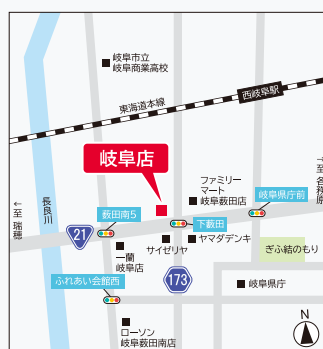 岐阜市立
岐阜商業高校
東海道本線
西岐阜駅
岐阜店
ファミリー
マート
岐阜薮田店
岐阜県庁前
→至 各務原
←至 瑞穂
長良川
薮田南5
下薮田
21
一蘭
岐阜店
サイゼリヤ
ヤマダデンキ
ぎふ結のもり
ふれあい会館西
173
岐阜県庁
ローソン
岐阜薮田南店
N